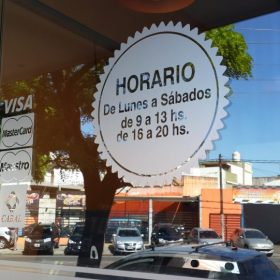 HORARIO
De Lunes a Sábados
de 9 a 13 hs.
de 16 a 20 hs.
VISA
MasterCard
Maestro
CABAL